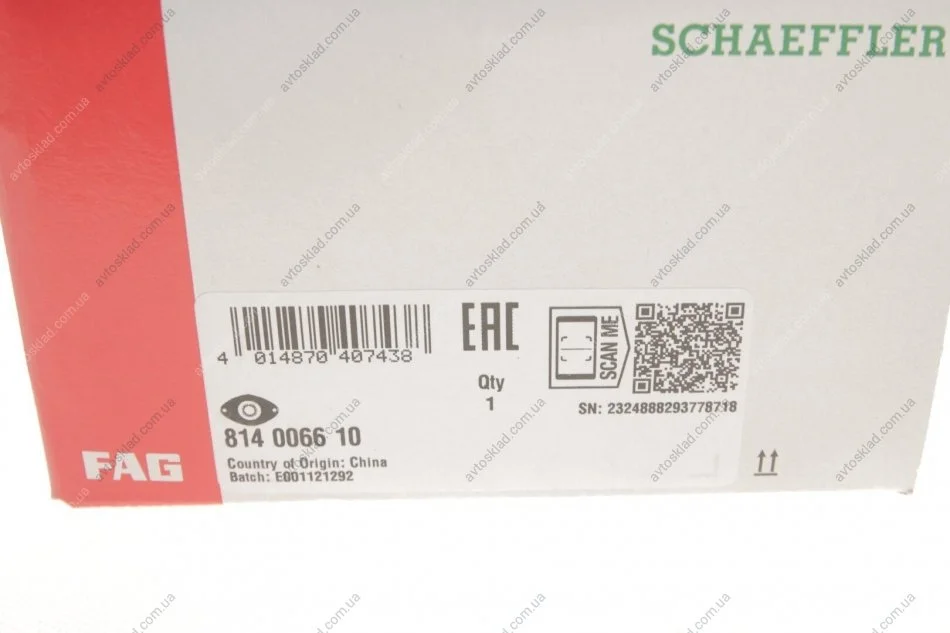 SCHAEFFLER
4 014870 407438
EAC
SCAN ME
Qty
1
SN: 2324888293778718
814 0066 10
Country of Origin: China
Batch: E001121292
FAG
avtosklad.com.ua